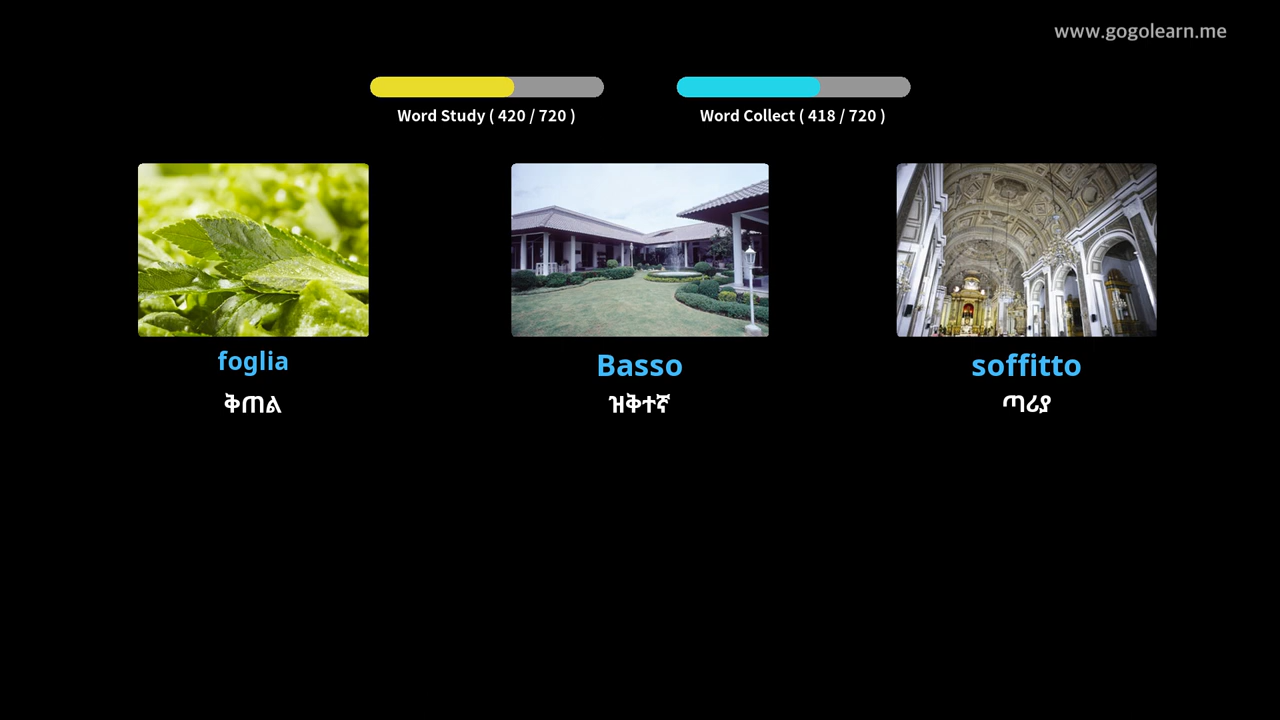 www.gogolearn.me
Word Study ( 420 / 720 )
Word Collect ( 418 / 720 )
foglia
Basso
soffitto
ቅጠል
ዝቅተኛ
ጣሪያ